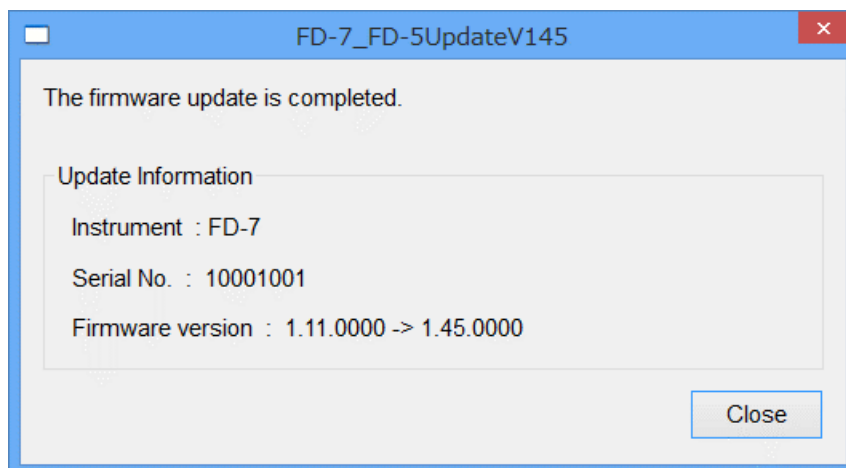 FD-7_FD-5UpdateV145
The firmware update is completed.
Update Information
Instrument : FD-7
Serial No. : 10001001
Firmware version : 1.11.0000 -> 1.45.0000
Close